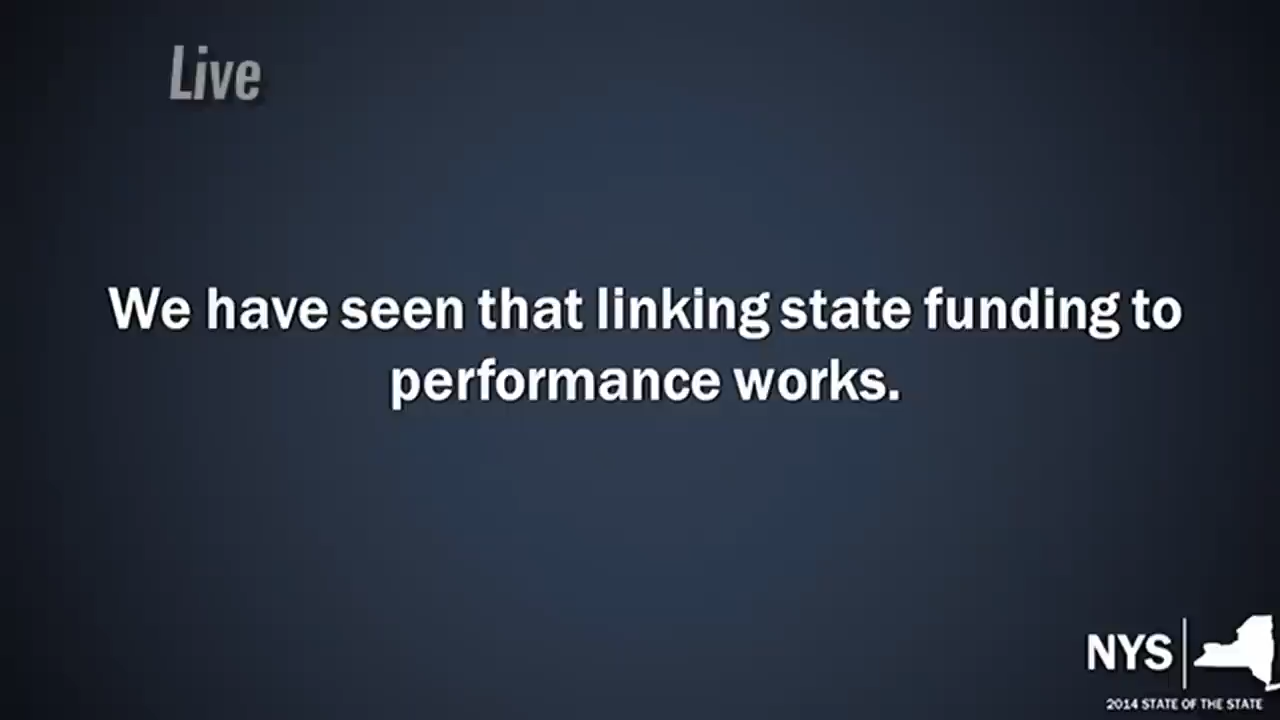 Live
We have seen that linking state funding to
performance works.
NYS
2014 STATE OF THE STATE